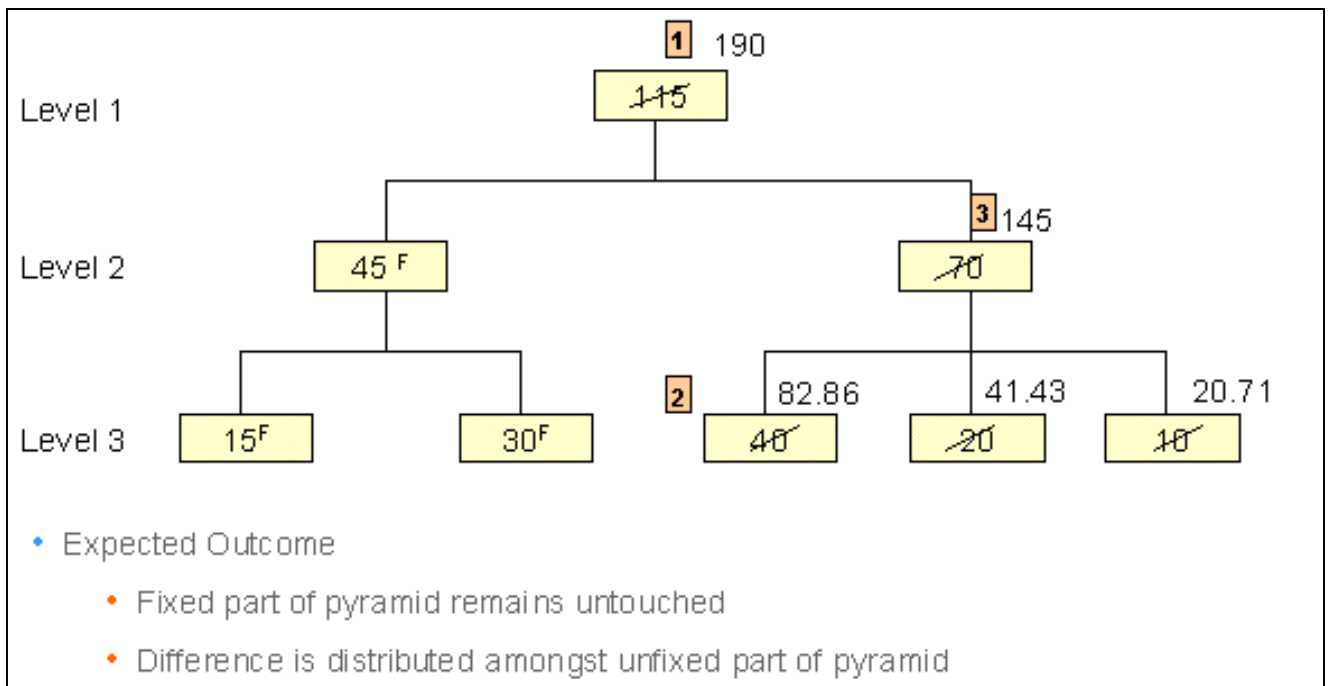 1 190
Level 1 115
3 145
Level 2 45 F 70
2 82.86 41.43 20.71
Level 3 15F 30F 40 20 10
• Expected Outcome
• Fixed part of pyramid remains untouched
• Difference is distributed amongst unfixed part of pyramid